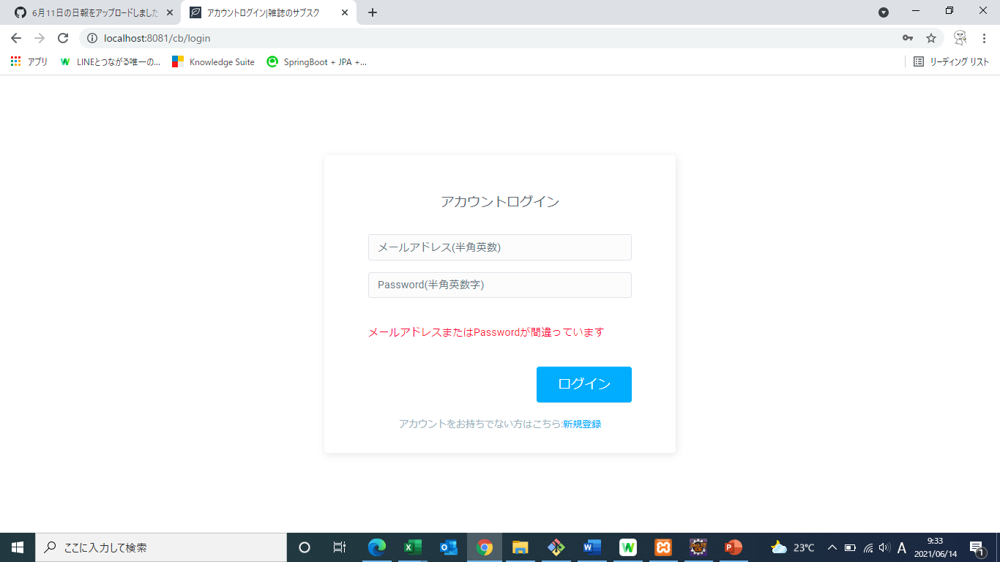 6月11日の日報をアップロードしました
アカウントログイン|雑誌のサブスク
localhost:8081/cb/login
アプリ
LINEとつながる唯一の...
Knowledge Suite
SpringBoot + JPA +...
リーディング リスト
アカウントログイン
メールアドレス(半角英数)
Password(半角英数字)
メールアドレスまたはPasswordが間違っています
ログイン
アカウントをお持ちでない方はこちら:新規登録
ここに入力して検索
23°C
A
9:33
2021/06/14
1